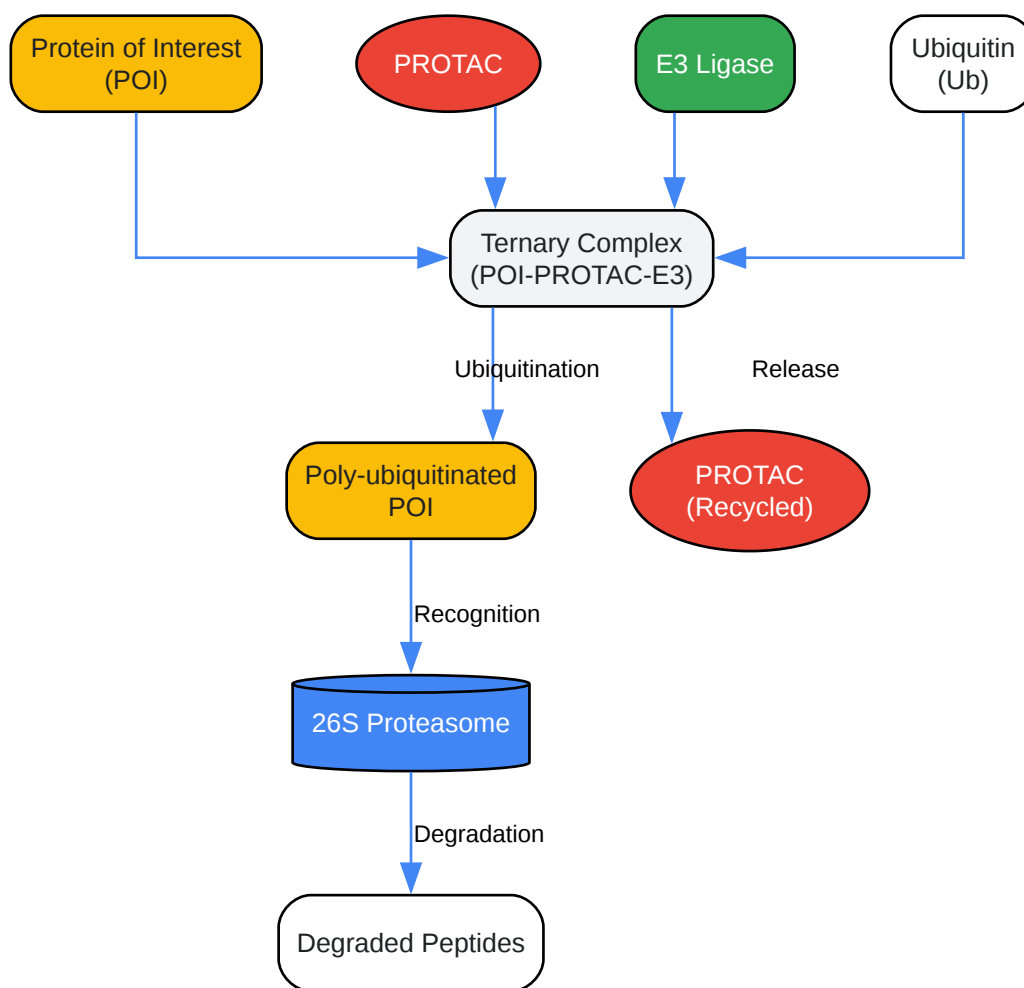 Protein of Interest
(POI)
PROTAC
E3 Ligase
Ubiquitin
(Ub)
Ternary Complex
(POI-PROTAC-E3)
Ubiquitination
Release
Poly-ubiquitinated
POI
PROTAC
(Recycled)
Recognition
26S Proteasome
Degradation
Degraded Peptides